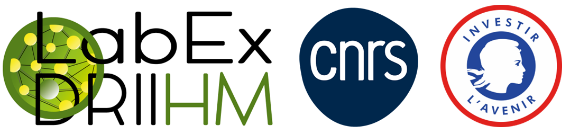 LabEx
DRIIHM
cnrs
INVESTIR
L'AVENIR